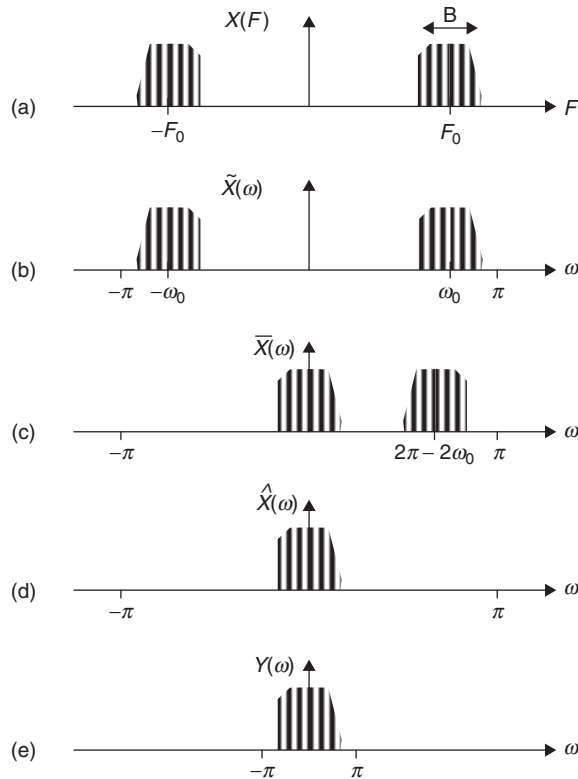 X(F)
B
(a)
−F₀
F₀
F
X̃(ω)
(b)
−π
−ω₀
ω₀
π
ω
X̅(ω)
(c)
−π
2π − 2ω₀
π
ω
X̂(ω)
(d)
−π
π
ω
Y(ω)
(e)
−π
π
ω